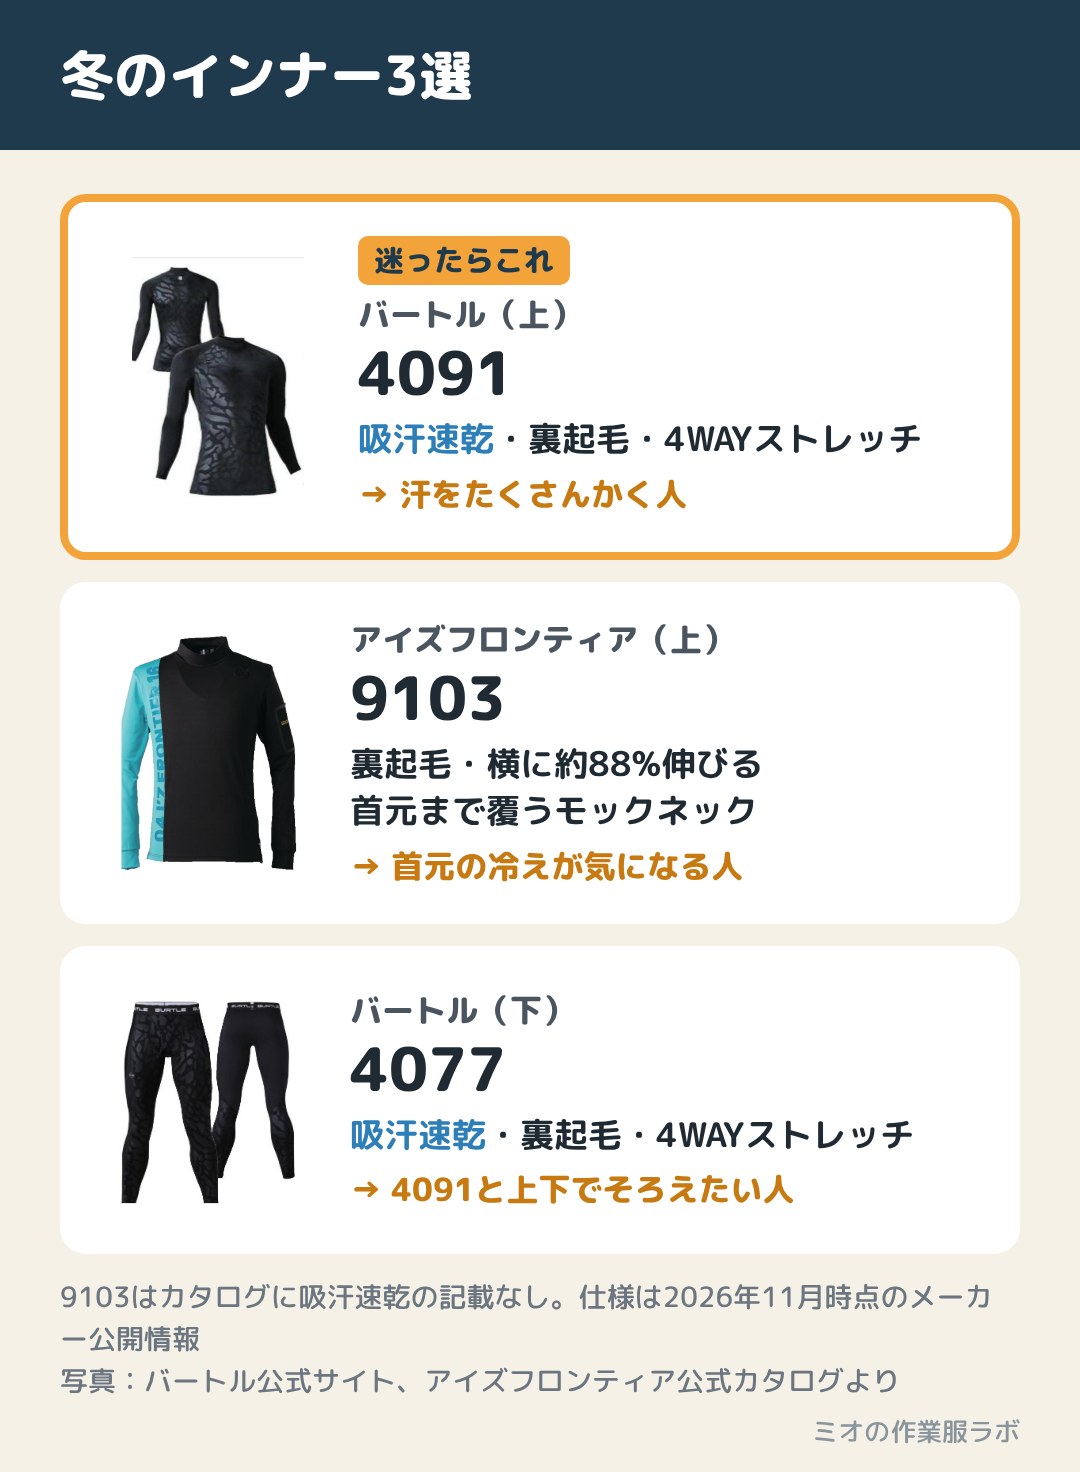 冬のインナー3選
迷ったらこれ
バートル（上）
4091
吸汗速乾・裏起毛・4WAYストレッチ
→ 汗をたくさんかく人
アイズフロンティア（上）
9103
裏起毛・横に約88%伸びる
首元まで覆うモックネック
→ 首元の冷えが気になる人
BURTLE
バートル（下）
4077
吸汗速乾・裏起毛・4WAYストレッチ
→ 4091と上下でそろえたい人
9103はカタログに吸汗速乾の記載なし。仕様は2026年11月時点のメーカ
ー公開情報
写真：バートル公式サイト、アイズフロンティア公式カタログより
ミオの作業服ラボ